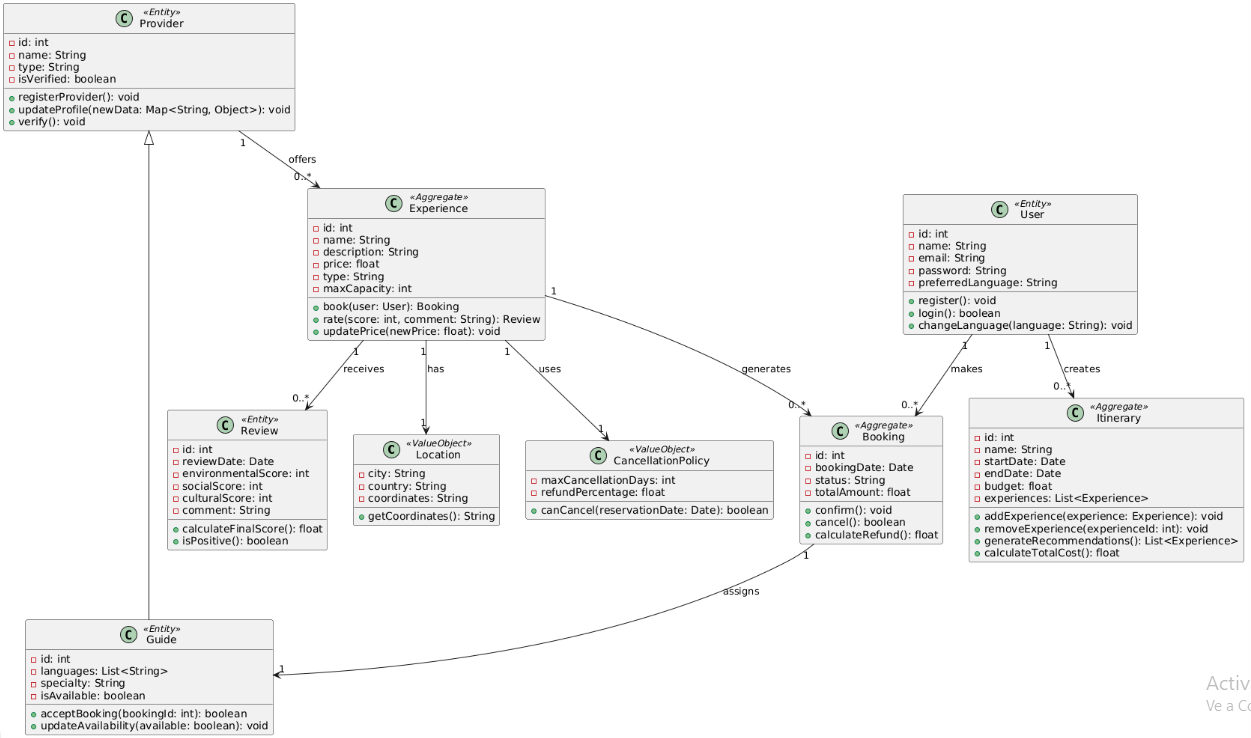 «Entity»
Provider
id: int
name: String
type: String
isVerified: boolean
registerProvider(): void
updateProfile(newData: Map<String, Object>): void
verify(): void
1
offers
0..*
«Aggregate»
Experience
id: int
name: String
description: String
price: float
type: String
maxCapacity: int
book(user: User): Booking
rate(score: int, comment: String): Review
updatePrice(newPrice: float): void
«Entity»
User
id: int
name: String
email: String
password: String
preferredLanguage: String
register(): void
login(): boolean
changeLanguage(language: String): void
1
receives
0..*
1
has
1
1
uses
1
1
generates
0..*
1
makes
0..*
1
creates
0..*
«Entity»
Review
id: int
reviewDate: Date
environmentalScore: int
socialScore: int
culturalScore: int
comment: String
calculateFinalScore(): float
isPositive(): boolean
«ValueObject»
Location
city: String
country: String
coordinates: String
getCoordinates(): String
«ValueObject»
CancellationPolicy
maxCancellationDays: int
refundPercentage: float
canCancel(reservationDate: Date): boolean
«Aggregate»
Booking
id: int
bookingDate: Date
status: String
totalAmount: float
confirm(): void
cancel(): boolean
calculateRefund(): float
«Aggregate»
Itinerary
id: int
name: String
startDate: Date
endDate: Date
budget: float
experiences: List<Experience>
addExperience(experience: Experience): void
removeExperience(experienceId: int): void
generateRecommendations(): List<Experience>
calculateTotalCost(): float
1
assigns
1
«Entity»
Guide
id: int
languages: List<String>
specialty: String
isAvailable: boolean
acceptBooking(bookingId: int): boolean
updateAvailability(available: boolean): void
Activ
Ve a Co